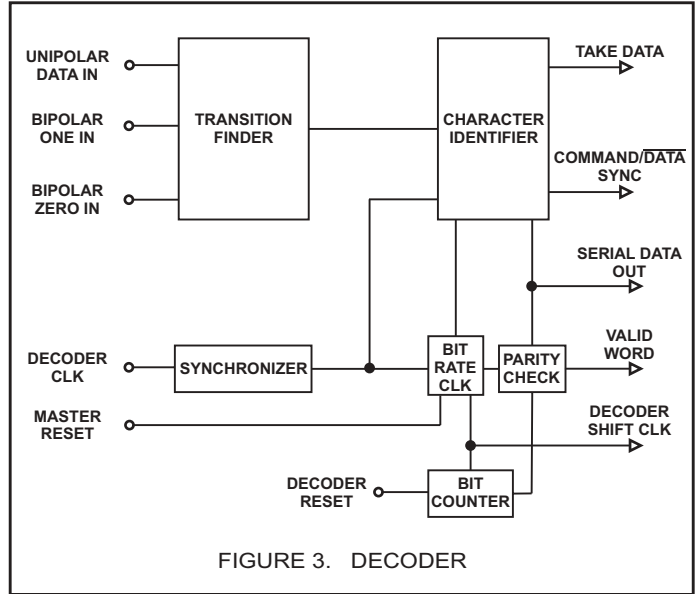 UNIPOLAR
DATA IN
BIPOLAR
ONE IN
BIPOLAR
ZERO IN
TRANSITION
FINDER
CHARACTER
IDENTIFIER
TAKE DATA
COMMAND/DATA
SYNC
SERIAL DATA
OUT
DECODER
CLK
SYNCHRONIZER
BIT
RATE
CLK
PARITY
CHECK
VALID
WORD
MASTER
RESET
DECODER
SHIFT CLK
DECODER
RESET
BIT
COUNTER
FIGURE 3. DECODER